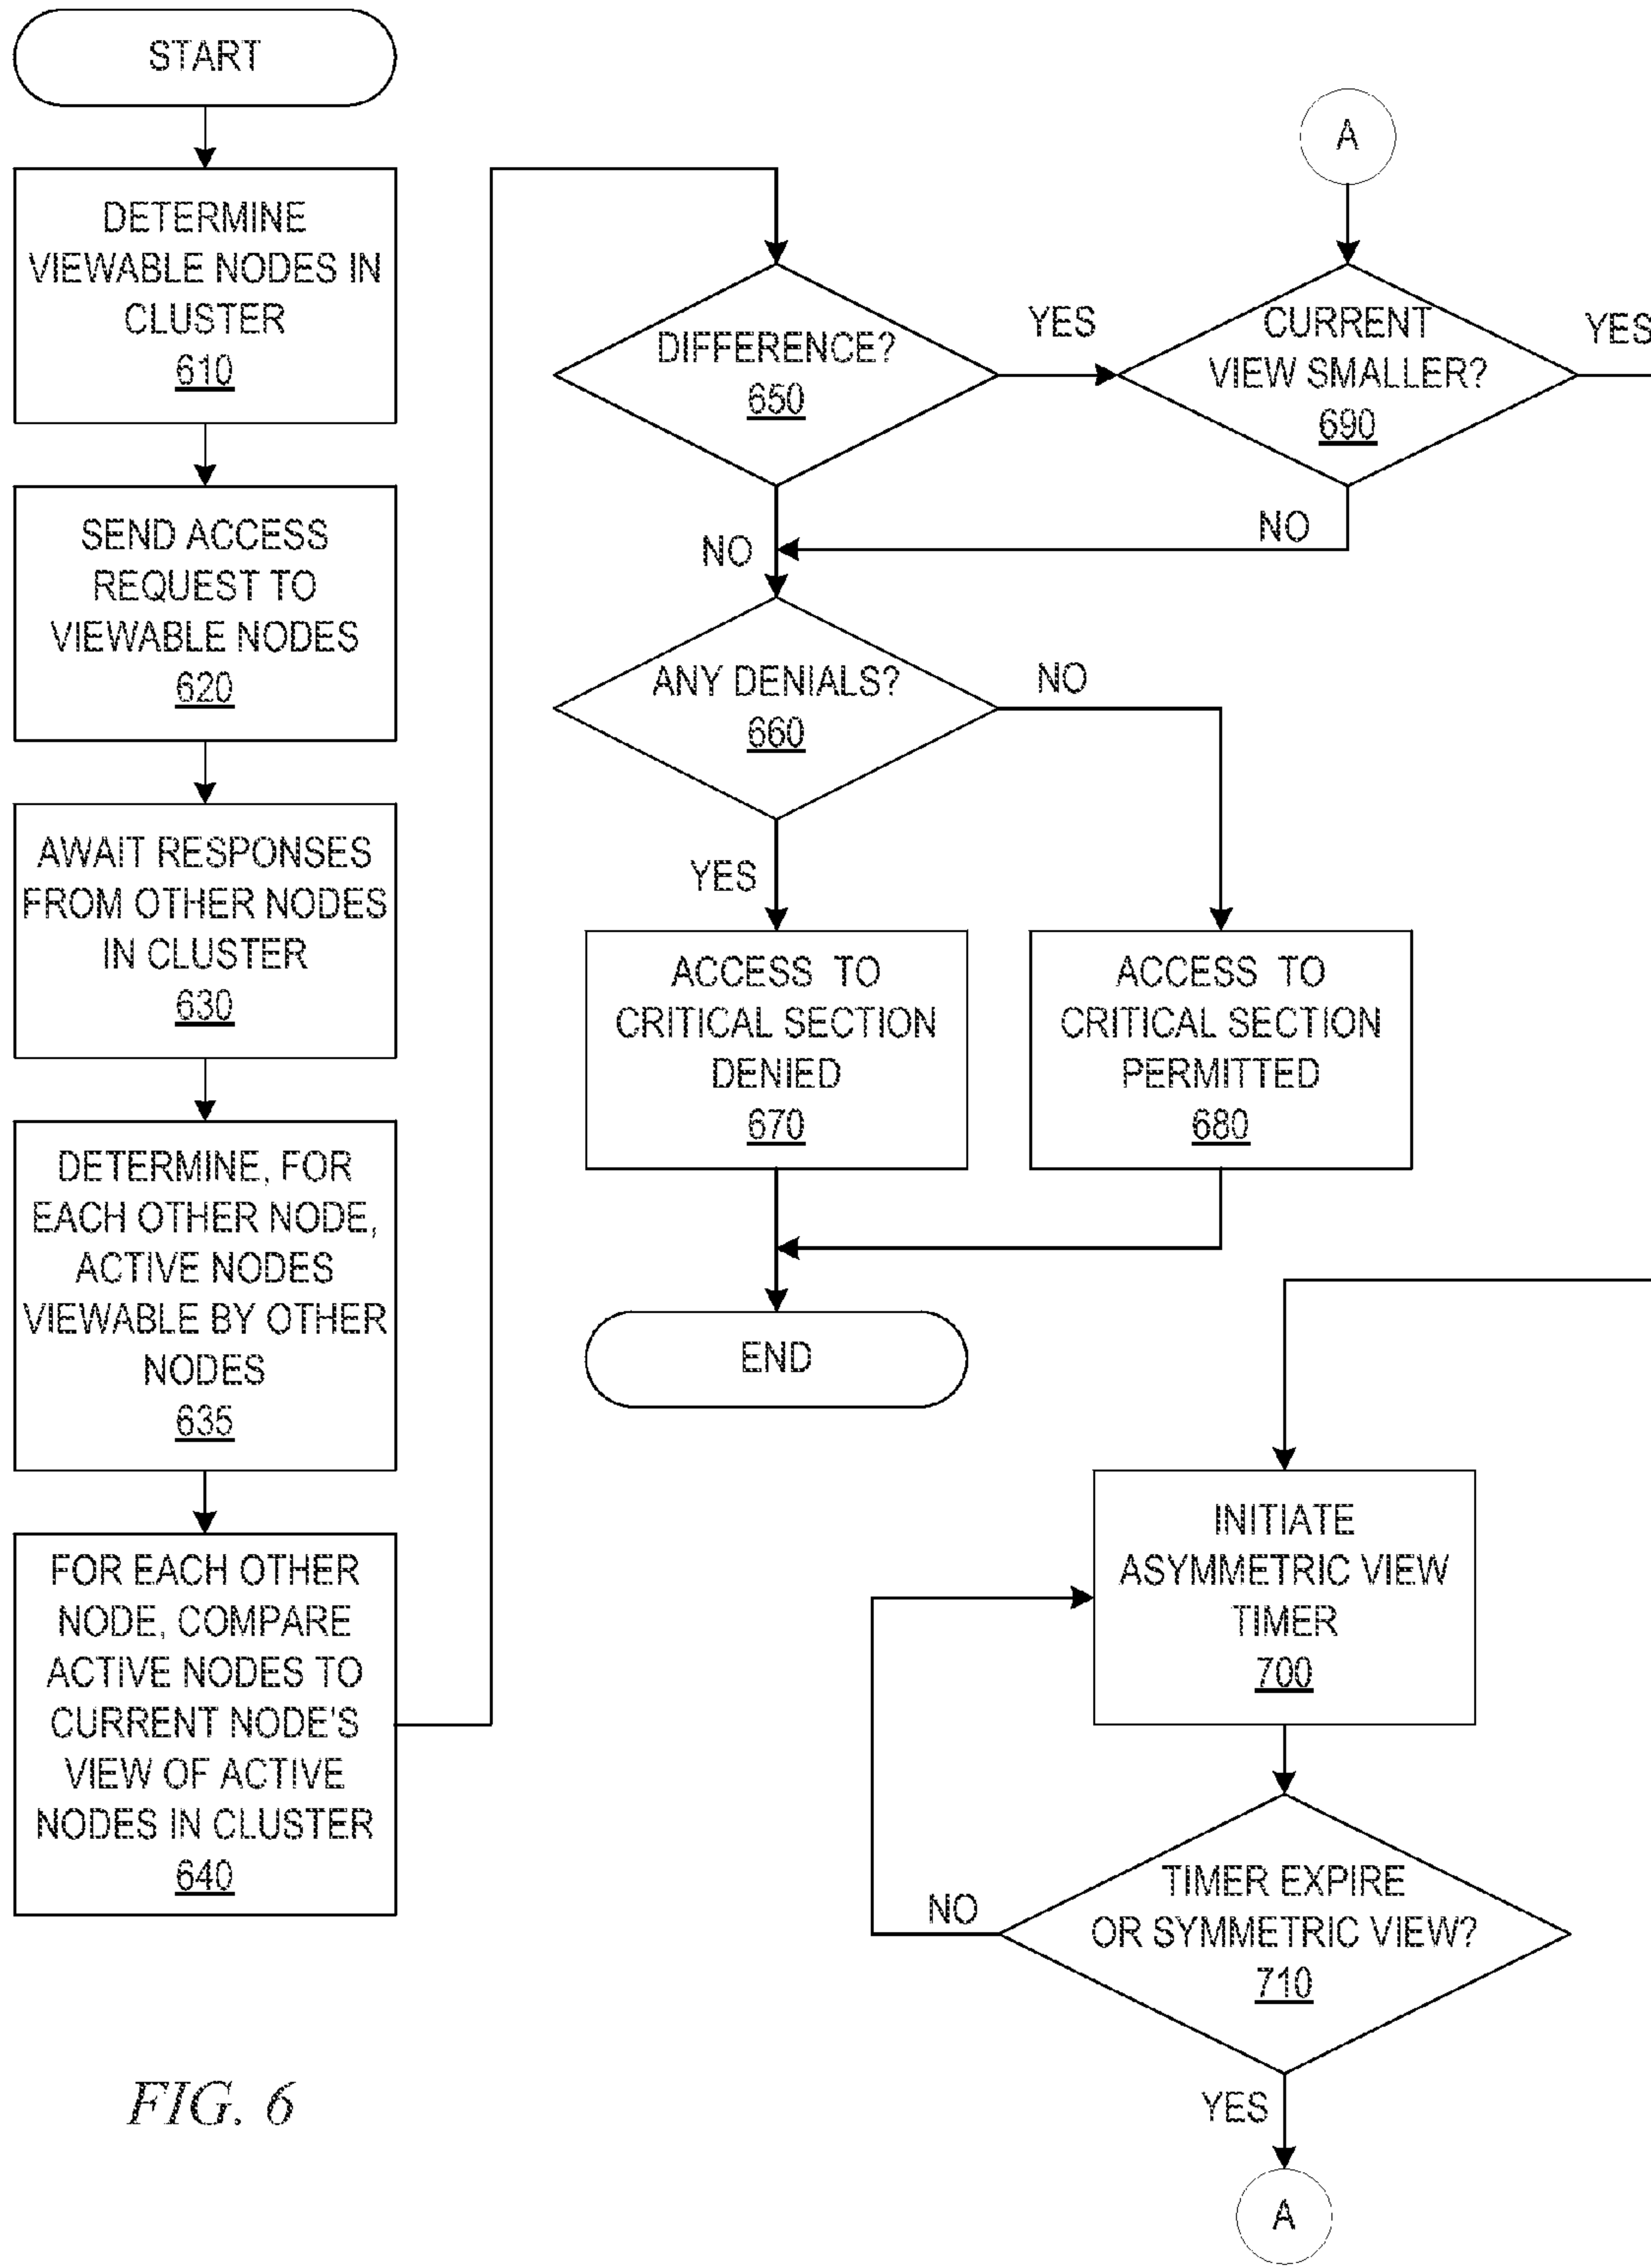 START
DETERMINE
VIEWABLE NODES IN
CLUSTER
610
SEND ACCESS
REQUEST TO
VIEWABLE NODES
620
AWAIT RESPONSES
FROM OTHER NODES
IN CLUSTER
630
DETERMINE, FOR
EACH OTHER NODE,
ACTIVE NODES
VIEWABLE BY OTHER
NODES
635
FOR EACH OTHER
NODE, COMPARE
ACTIVE NODES TO
CURRENT NODE'S
VIEW OF ACTIVE
NODES IN CLUSTER
640
DIFFERENCE?
650
YES
NO
A
CURRENT
VIEW SMALLER?
690
YES
NO
ANY DENIALS?
660
NO
YES
ACCESS TO
CRITICAL SECTION
DENIED
670
ACCESS TO
CRITICAL SECTION
PERMITTED
680
END
INITIATE
ASYMMETRIC VIEW
TIMER
700
TIMER EXPIRE
OR SYMMETRIC VIEW?
710
NO
YES
A
FIG. 6